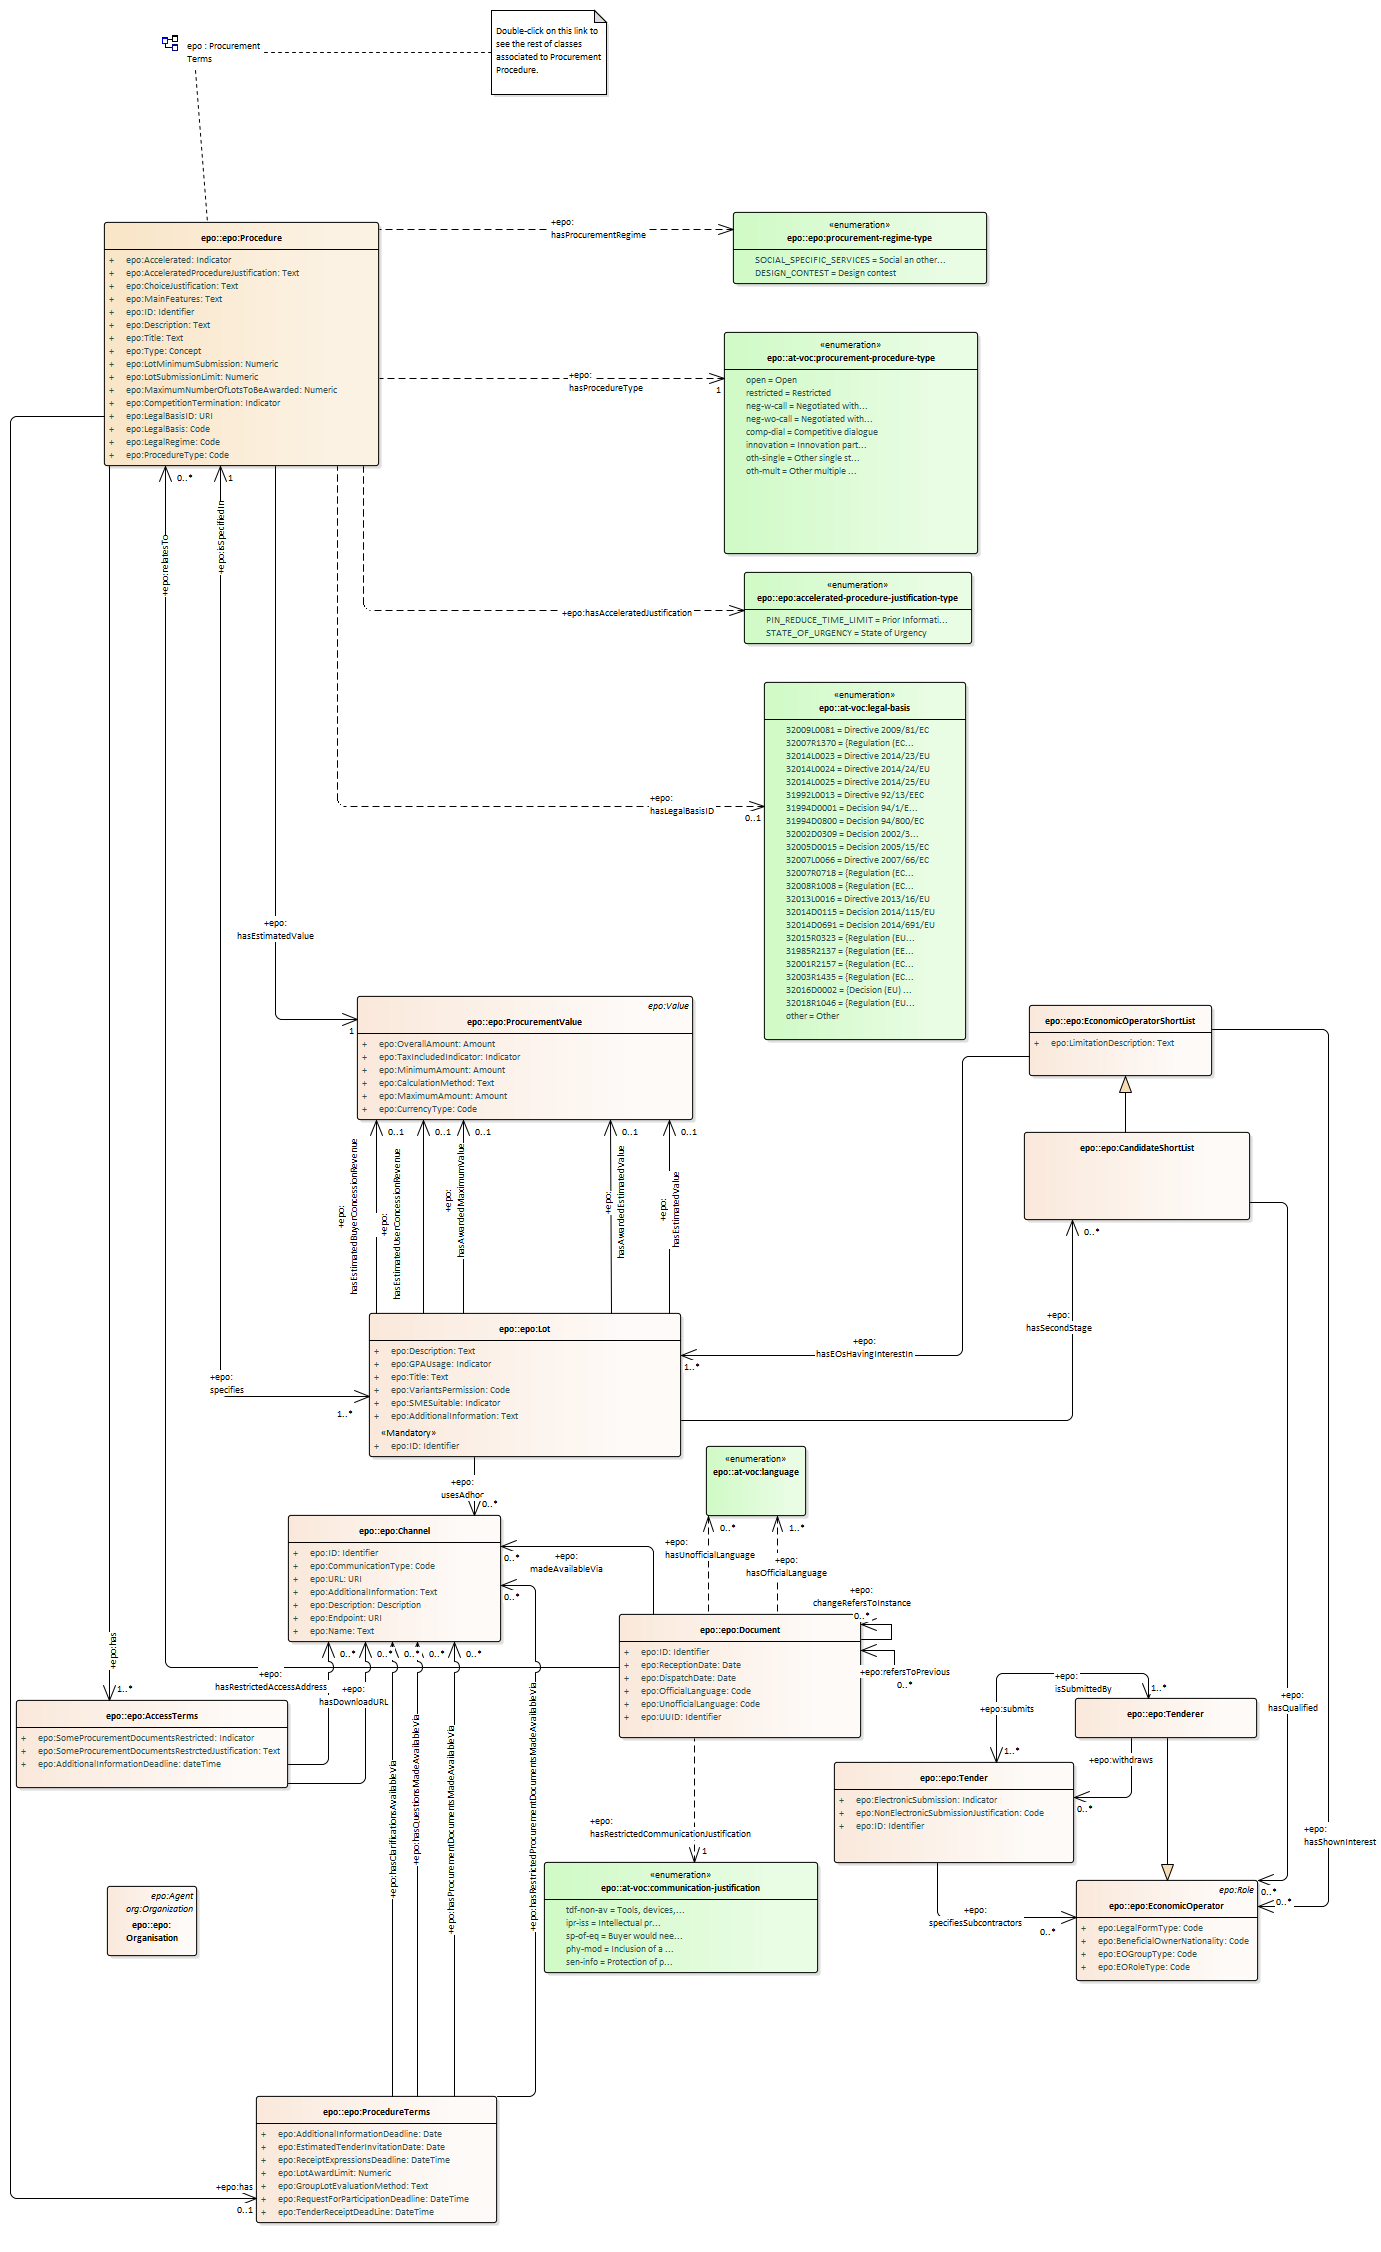 epo : Procurement
Terms
Double-click on this link to
see the rest of classes
associated to Procurement
Procedure.
epo::epo:Procedure
+ epo:Accelerated: Indicator
+ epo:AcceleratedProcedureJustification: Text
+ epo:ChoiceJustification: Text
+ epo:MainFeatures: Text
+ epo:ID: Identifier
+ epo:Description: Text
+ epo:Title: Text
+ epo:Type: Concept
+ epo:LotMinimumSubmission: Numeric
+ epo:LotSubmissionLimit: Numeric
+ epo:MaximumNumberOfLotsToBeAwarded: Numeric
+ epo:CompetitionTermination: Indicator
+ epo:LegalBasisID: URI
+ epo:LegalBasis: Code
+ epo:LegalRegime: Code
+ epo:ProcedureType: Code
+epo:
hasProcurementRegime
«enumeration»
epo::epo:procurement-regime-type
SOCIAL_SPECIFIC_SERVICES = Social an other...
DESIGN_CONTEST = Design contest
+epo:
hasProcedureType
1
«enumeration»
epo::at-voc:procurement-procedure-type
open = Open
restricted = Restricted
neg-w-call = Negotiated with...
neg-wo-call = Negotiated with...
comp-dial = Competitive dialogue
innovation = Innovation part...
oth-single = Other single st...
oth-mult = Other multiple ...
0..*
1
+epo:relatesTo
+epo:isSpecifiedIn
+epo:hasAcceleratedJustification
«enumeration»
epo::epo:accelerated-procedure-justification-type
PIN_REDUCE_TIME_LIMIT = Prior Informati...
STATE_OF_URGENCY = State of Urgency
+epo:
hasLegalBasisID
0..1
«enumeration»
epo::at-voc:legal-basis
32009L0081 = Directive 2009/81/EC
32007R1370 = (Regulation (EC...
32014L0023 = Directive 2014/23/EU
32014L0024 = Directive 2014/24/EU
32014L0025 = Directive 2014/25/EU
31992L0013 = Directive 92/13/EEC
31994D0001 = Decision 94/1/E...
31994D0800 = Decision 94/800/EC
32002D0309 = Decision 2002/3...
32005D0015 = Decision 2005/15/EC
32007L0066 = Directive 2007/66/EC
32007R0718 = (Regulation (EC...
32008R1008 = (Regulation (EC...
32013L0016 = Directive 2013/16/EU
32014D0115 = Decision 2014/115/EU
32014D0691 = Decision 2014/691/EU
32015R0323 = (Regulation (EU...
31985R2137 = (Regulation (EE...
32001R2157 = (Regulation (EC...
32003R1435 = (Regulation (EC...
32016D0002 = (Decision (EU) ...
32018R1046 = (Regulation (EU...
other = Other
+epo:
hasEstimatedValue
1
epo:Value
epo::epo:ProcurementValue
+ epo:OverallAmount: Amount
+ epo:TaxIncludedIndicator: Indicator
+ epo:MinimumAmount: Amount
+ epo:CalculationMethod: Text
+ epo:MaximumAmount: Amount
+ epo:CurrencyType: Code
epo::epo:EconomicOperatorShortList
+ epo:LimitationDescription: Text
epo::epo:CandidateShortList
0..1
0..1
0..1
0..1
0..1
+epo:
hasEstimatedBuyerConcessionRevenue
+epo:
hasEstimatedUserConcessionRevenue
+epo:
hasAwardedMaximumValue
+epo:
hasAwardedEstimatedValue
+epo:
hasEstimatedValue
0..*
+epo:
hasSecondStage
+epo:
hasEOsHavingInterestIn
1..*
+epo:
specifies
1..*
epo::epo:Lot
+ epo:Description: Text
+ epo:GPAUsage: Indicator
+ epo:Title: Text
+ epo:VariantsPermission: Code
+ epo:SMESuitable: Indicator
+ epo:AdditionalInformation: Text
«Mandatory»
+ epo:ID: Identifier
+epo:
usesAdhoc
0..*
«enumeration»
epo::at-voc:language
0..*
1..*
+epo:
hasUnofficialLanguage
+epo:
hasOfficialLanguage
epo::epo:Channel
+ epo:ID: Identifier
+ epo:CommunicationType: Code
+ epo:URL: URI
+ epo:AdditionalInformation: Text
+ epo:Description: Description
+ epo:Endpoint: URI
+ epo:Name: Text
0..*
+epo:
madeAvailableVia
0..*
+epo:
changeRefersToInstance
0..*
epo::epo:Document
+ epo:ID: Identifier
+ epo:ReceptionDate: Date
+ epo:DispatchDate: Date
+ epo:OfficialLanguage: Code
+ epo:UnofficialLanguage: Code
+ epo:UUID: Identifier
+epo:refersToPrevious
0..*
0..*
0..*
0..*
0..*
0..*
+epo:has
1..*
+epo:
hasRestrictedAccessAddress
+epo:
hasDownloadURL
epo::epo:AccessTerms
+ epo:SomeProcurementDocumentsRestricted: Indicator
+ epo:SomeProcurementDocumentsRestrctedJustification: Text
+ epo:AdditionalInformationDeadline: dateTime
+epo:
isSubmittedBy
1..*
+epo:submits
1..*
epo::epo:Tenderer
+epo:withdraws
0..*
+epo:
hasQualified
epo::epo:Tender
+ epo:ElectronicSubmission: Indicator
+ epo:NonElectronicSubmissionJustification: Code
+ epo:ID: Identifier
+epo:
hasShownInterest
+epo:
hasRestrictedCommunicationJustification
1
«enumeration»
epo::at-voc:communication-justification
tdf-non-av = Tools, devices,...
ipr-iss = Intellectual pr...
sp-of-eq = Buyer would nee...
phy-mod = Inclusion of a ...
sen-info = Protection of p...
+epo:
specifiesSubcontractors
0..*
0..*
0..*
epo:Role
epo::epo:EconomicOperator
+ epo:LegalFormType: Code
+ epo:BeneficialOwnerNationality: Code
+ epo:EOGroupType: Code
+ epo:EORoleType: Code
epo:Agent
org:Organization
epo::epo:
Organisation
+epo:hasClarificationsAvailableVia
+epo:hasQuestionsMadeAvailableVia
+epo:hasProcurementDocumentsMadeAvailableVia
+epo:hasRestrictedProcurementDocumentsMadeAvailableVia
epo::epo:ProcedureTerms
+ epo:AdditionalInformationDeadline: Date
+ epo:EstimatedTenderInvitationDate: Date
+ epo:ReceiptExpressionsDeadline: DateTime
+ epo:LotAwardLimit: Numeric
+ epo:GroupLotEvaluationMethod: Text
+ epo:RequestForParticipationDeadline: DateTime
+ epo:TenderReceiptDeadLine: DateTime
+epo:has
0..1